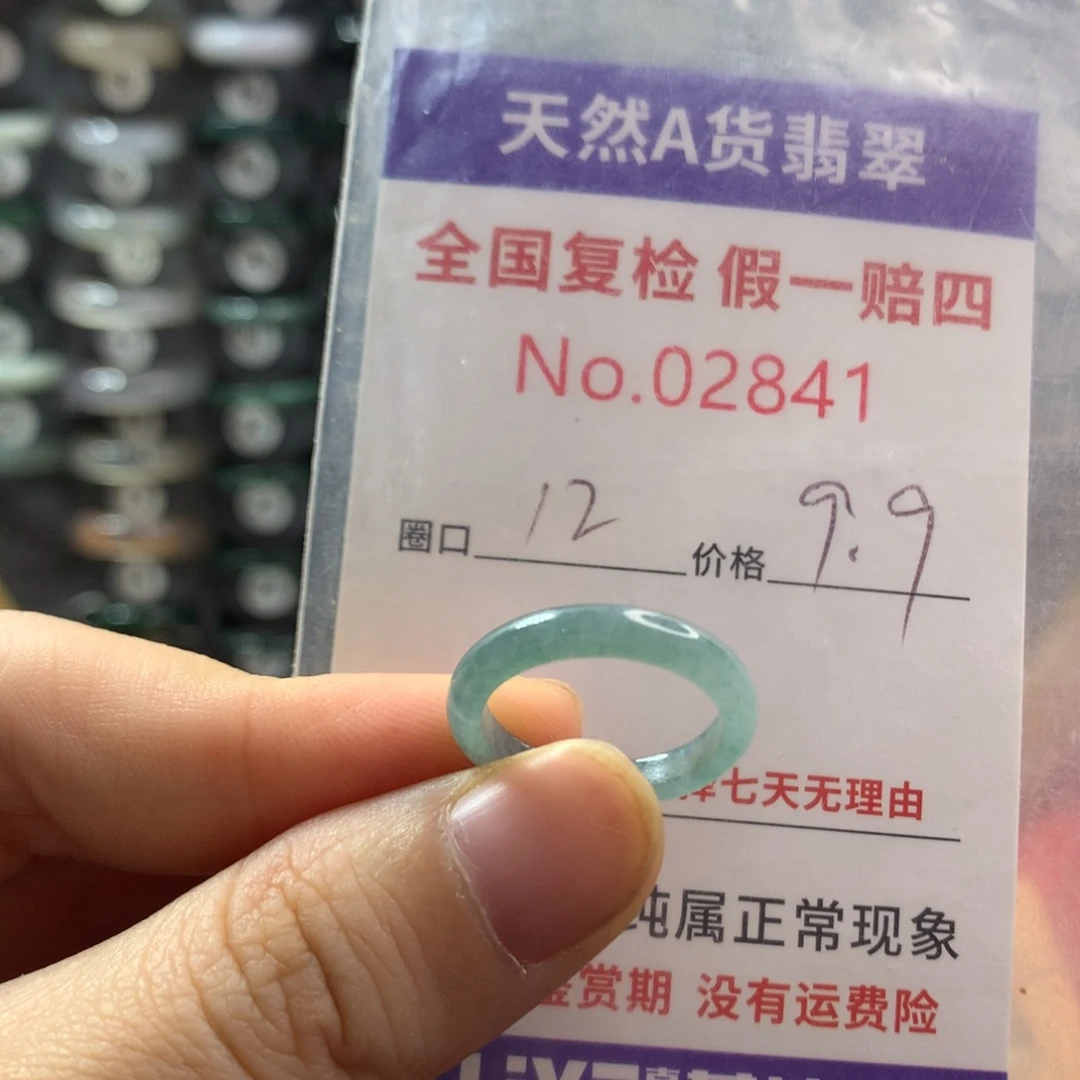 天然A货翡翠
全国复检 假一赔四
No.02841
圈口 12 价格 9.9
七天无理由
纯属正常现象
鉴赏期 没有运费险